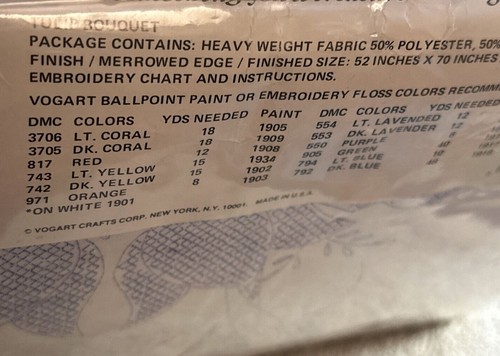 TULIP BOUQUET
PACKAGE CONTAINS: HEAVY WEIGHT FABRIC 50% POLYESTER, 50%
FINISH / MERROWED EDGE / FINISHED SIZE: 52 INCHES X 70 INCHES
EMBROIDERY CHART AND INSTRUCTIONS.
VOGART BALLPOINT PAINT OR EMBROIDERY FLOSS COLORS RECOMM
DMC COLORS YDS NEEDED PAINT DMC COLORS YDS NEEDED
3706 LT. CORAL 18 1905 554 LT. LAVENDED 12
3705 DK. CORAL 18 1909 553 DK. LAVENDER
817 RED 12 1908 550 PURPLE
743 LT. YELLOW 15 1934 905 GREEN
742 DK. YELLOW 15 1902 794 LT. BLUE
971 ORANGE 8 1903 792 DK. BLUE
*ON WHITE 1901
© VOGART CRAFTS CORP. NEW YORK, N.Y. 10001. MADE IN U.S.A.